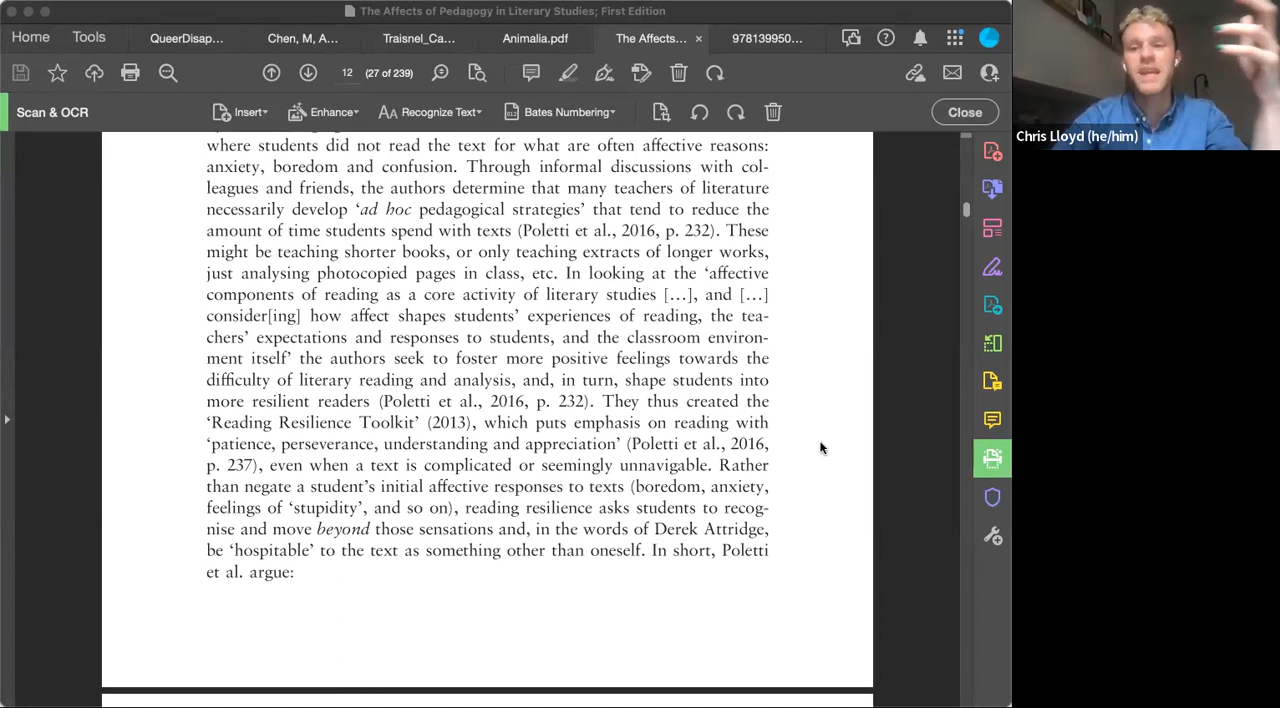 The Affects of Pedagogy in Literary Studies; First Edition
Home Tools QueerDisap... Chen, M, A... Traisnel_Ca... Animalia.pdf The Affects... × 978139950...
12 (27 of 239)
Scan & OCR Insert Enhance Recognize Text Bates Numbering Close
where students did not read the text for what are often affective reasons:
anxiety, boredom and confusion. Through informal discussions with col-
leagues and friends, the authors determine that many teachers of literature
necessarily develop ‘ad hoc pedagogical strategies’ that tend to reduce the
amount of time students spend with texts (Poletti et al., 2016, p. 232). These
might be teaching shorter books, or only teaching extracts of longer works,
just analysing photocopied pages in class, etc. In looking at the ‘affective
components of reading as a core activity of literary studies […], and […]
consider[ing] how affect shapes students’ experiences of reading, the tea-
chers’ expectations and responses to students, and the classroom environ-
ment itself’ the authors seek to foster more positive feelings towards the
difficulty of literary reading and analysis, and, in turn, shape students into
more resilient readers (Poletti et al., 2016, p. 232). They thus created the
‘Reading Resilience Toolkit’ (2013), which puts emphasis on reading with
‘patience, perseverance, understanding and appreciation’ (Poletti et al., 2016,
p. 237), even when a text is complicated or seemingly unnavigable. Rather
than negate a student’s initial affective responses to texts (boredom, anxiety,
feelings of ‘stupidity’, and so on), reading resilience asks students to recog-
nise and move beyond those sensations and, in the words of Derek Attridge,
be ‘hospitable’ to the text as something other than oneself. In short, Poletti
et al. argue:
Chris Lloyd (he/him)